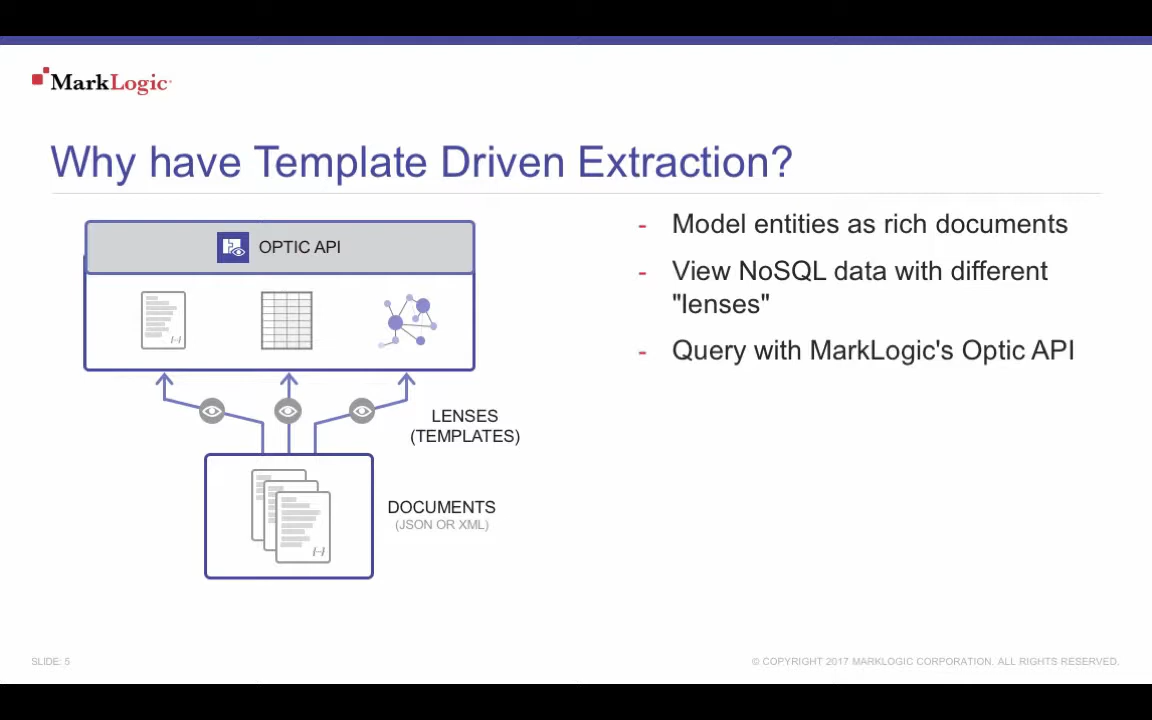 MarkLogic
Why have Template Driven Extraction?
OPTIC API
LENSES
(TEMPLATES)
DOCUMENTS
(JSON OR XML)
- Model entities as rich documents
- View NoSQL data with different
"lenses"
- Query with MarkLogic's Optic API
SLIDE: 5
© COPYRIGHT 2017 MARKLOGIC CORPORATION. ALL RIGHTS RESERVED.